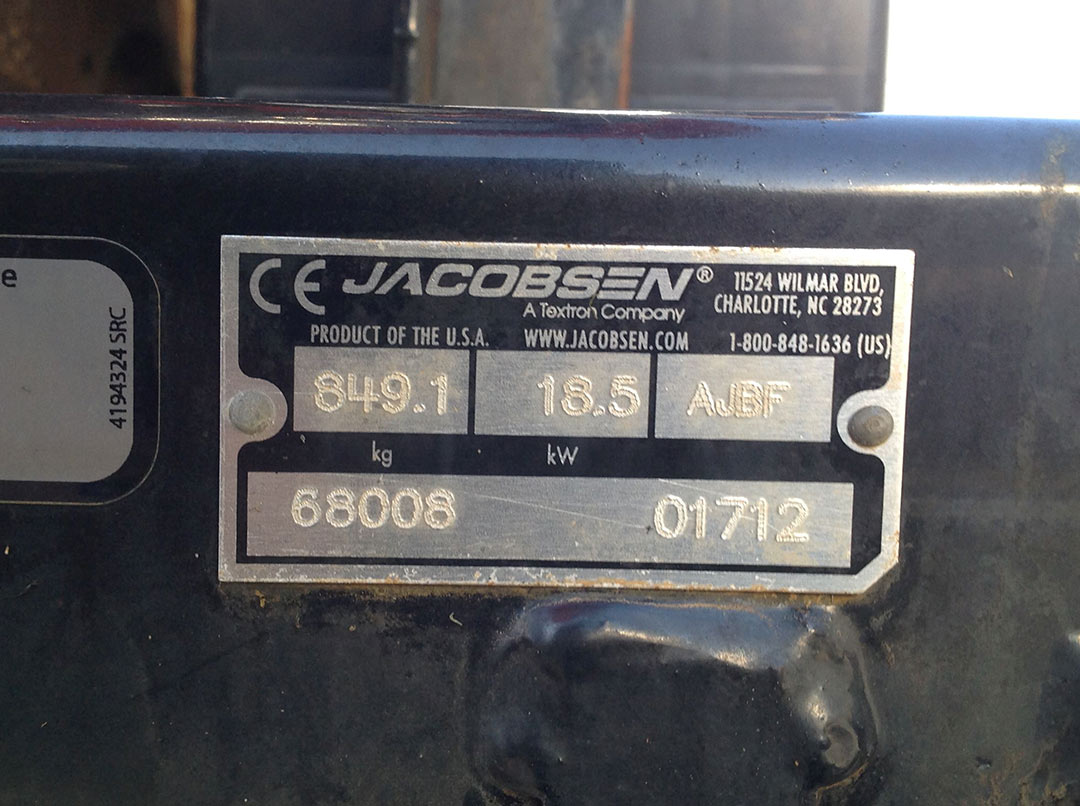 e
4194324 SRC
CE JACOBSEN®
A Textron Company
11524 WILMAR BLVD,
CHARLOTTE, NC 28273
PRODUCT OF THE U.S.A. WWW.JACOBSEN.COM 1-800-848-1636 (US)
849.1 18.5 AJBF
kg kW
68008 01712